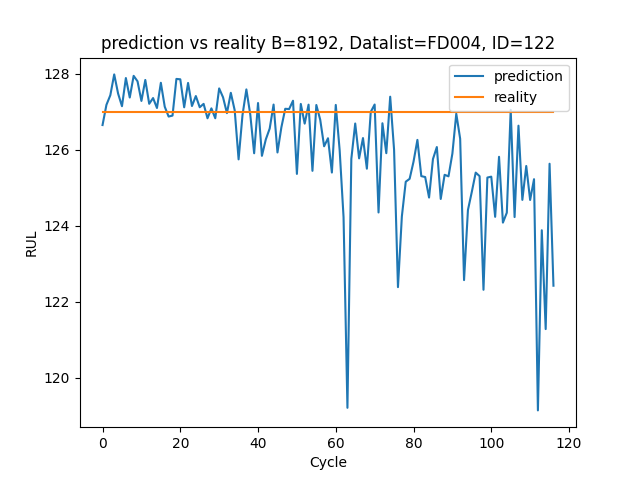 prediction vs reality B=8192, Datalist=FD004, ID=122
prediction
reality
128
126
124
122
120
RUL
0 20 40 60 80 100 120
Cycle